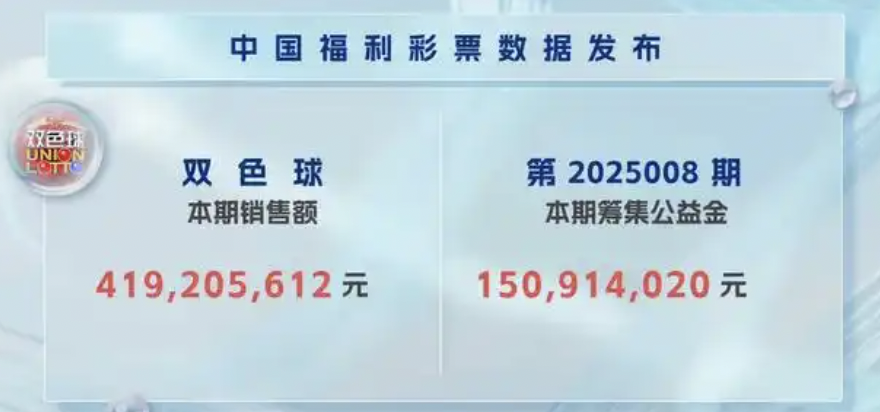 中国福利彩票数据发布
双色球
UNION
LOTTO
双色球
本期销售额
419,205,612 元
第 2025008 期
本期筹集公益金
150,914,020 元